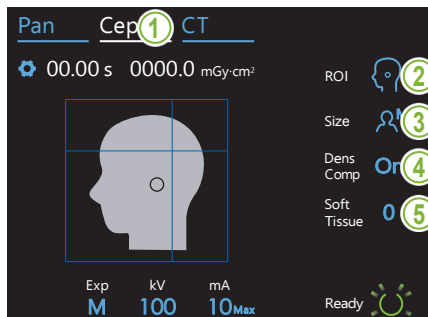 Pan Cep 1 CT
00.00 s 0000.0 mGy·cm²
ROI 2
Size 3
Dens
Comp On 4
Soft
Tissue 0 5
Exp kV mA
M 100 10Max
Ready